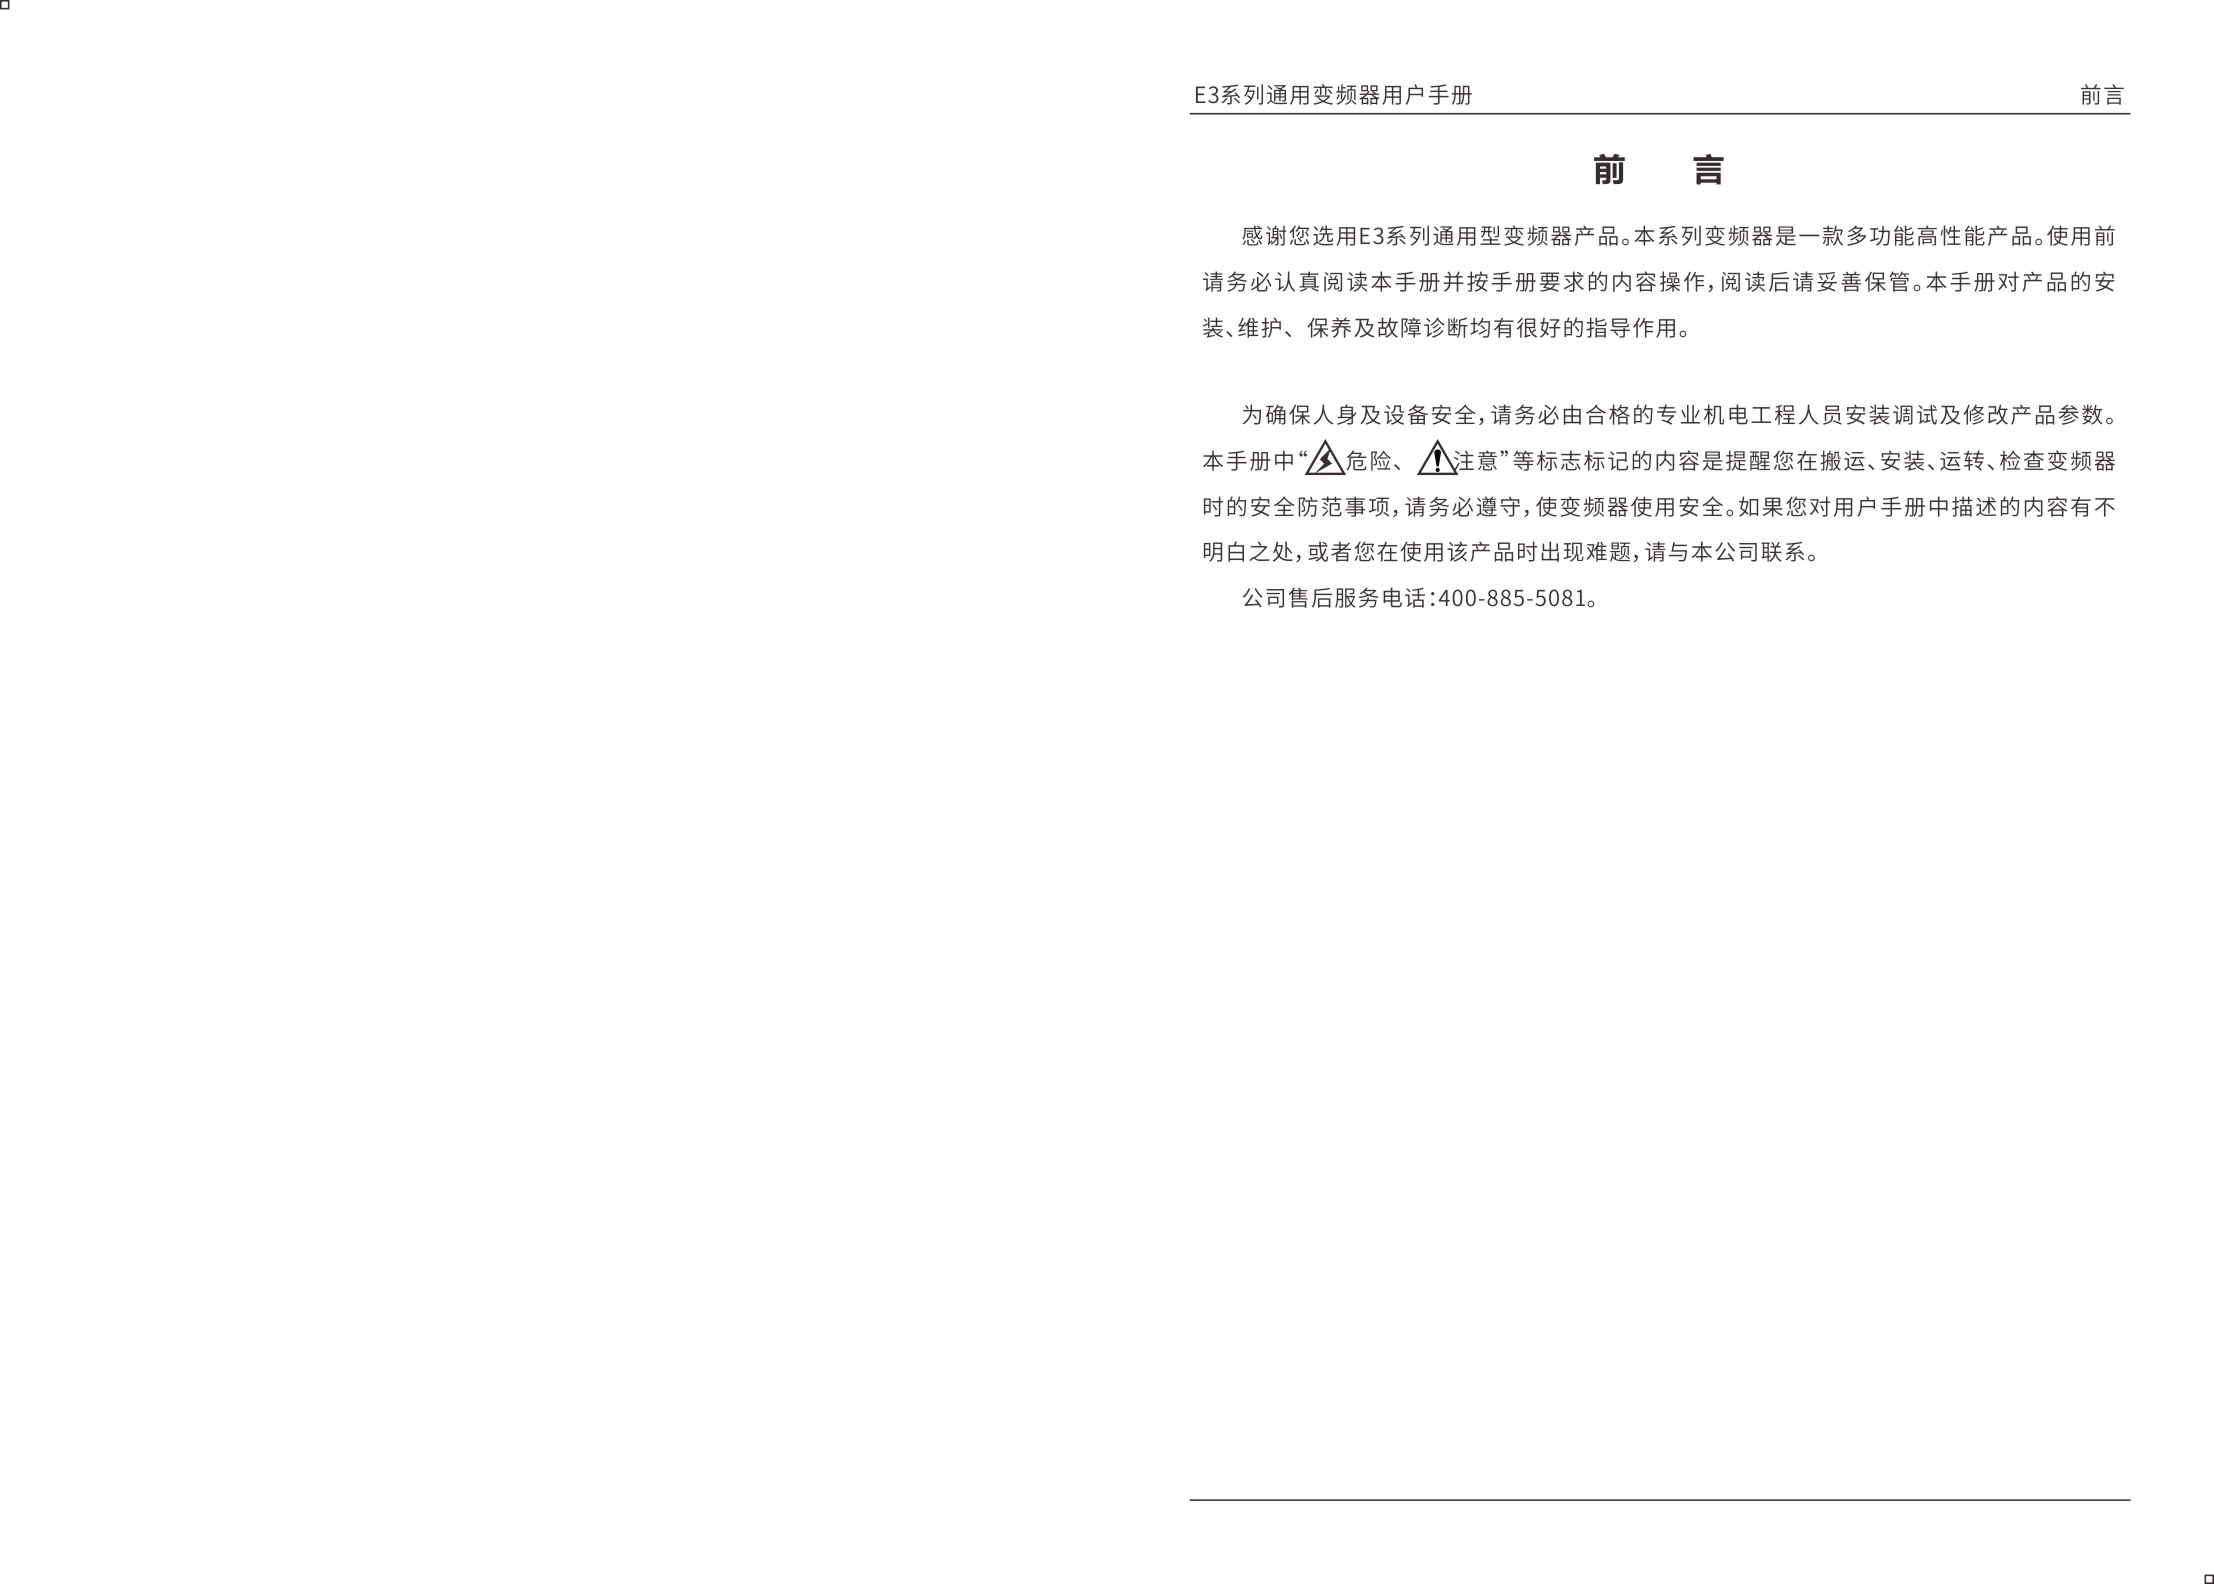 E3系列通用变频器用户手册 前言
前 言
感谢您选用E3系列通用型变频器产品。本系列变频器是一款多功能高性能产品。使用前
请务必认真阅读本手册并按手册要求的内容操作，阅读后请妥善保管。本手册对产品的安
装、维护、保养及故障诊断均有很好的指导作用。
为确保人身及设备安全，请务必由合格的专业机电工程人员安装调试及修改产品参数。
本手册中“危险、注意”等标志标记的内容是提醒您在搬运、安装、运转、检查变频器
时的安全防范事项，请务必遵守，使变频器使用安全。如果您对用户手册中描述的内容有不
明白之处，或者您在使用该产品时出现难题，请与本公司联系。
公司售后服务电话：400-885-5081。